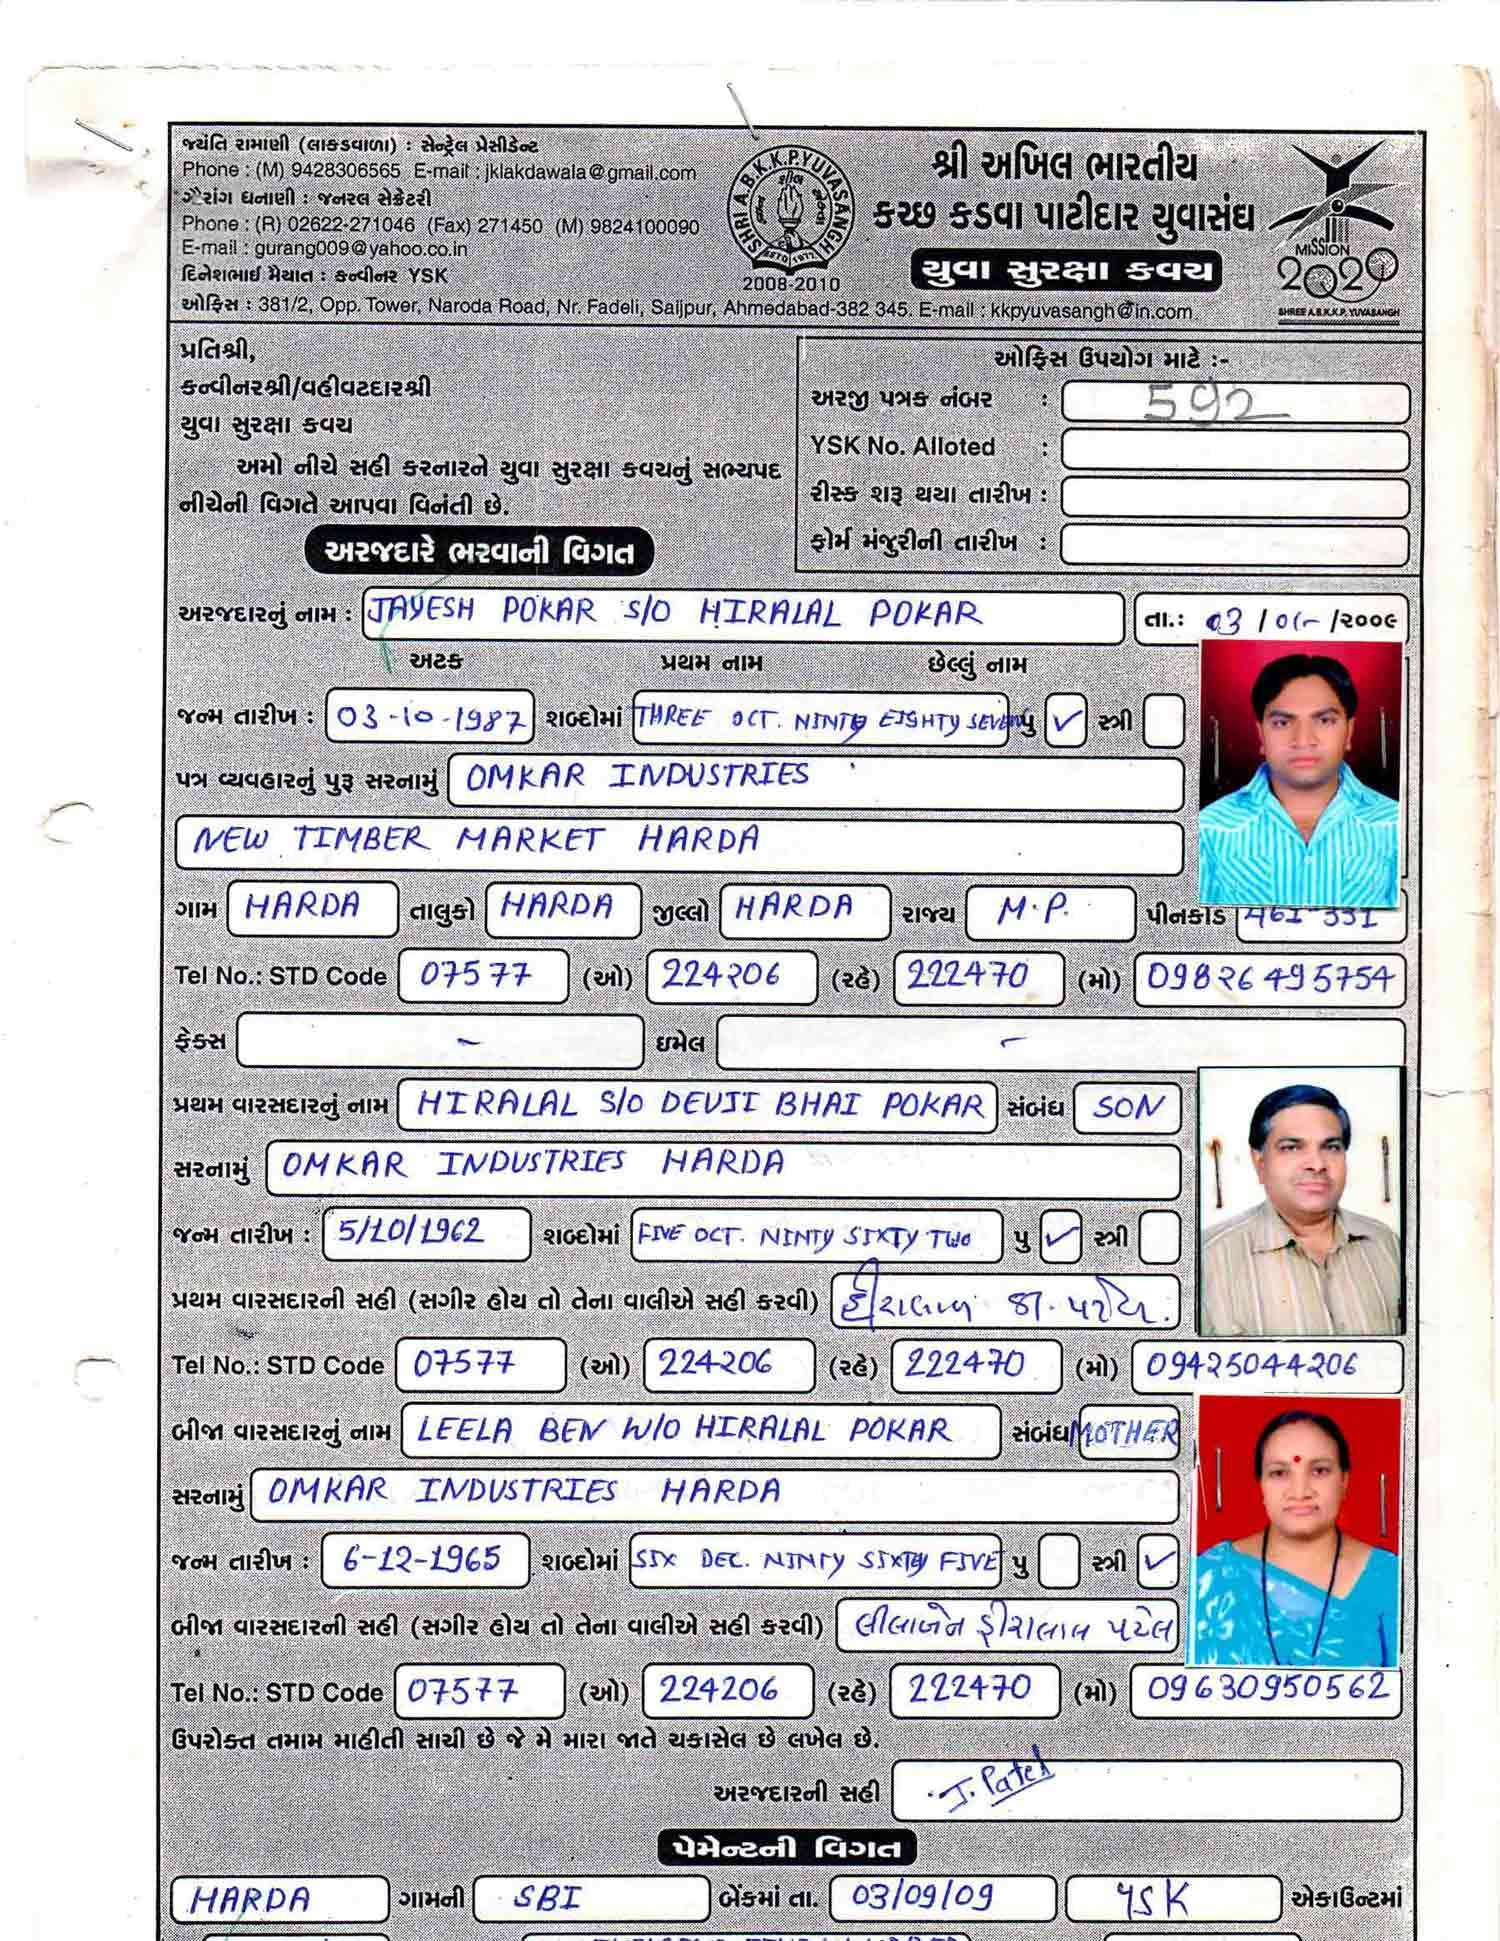 જ્યંતિ રામાણી (લાકડવાળા) : સેન્ટ્રેલ પ્રેસીડેન્ટ
Phone : (M) 9428306565 E-mail : jklakdawala@gmail.com
ગૌરાંગ ધનાણી : જનરલ સેક્રેટરી
Phone : (R) 02622-271046 (Fax) 271450 (M) 9824100090
E-mail : gurang009@yahoo.co.in
દિનેશભાઈ મૈયાત : કન્વીનર YSK
SHRI A.B.K.K.P. YUVASANGH
ESTD 1977
2008-2010
શ્રી અખિલ ભારતીય
કચ્છ કડવા પાટીદાર યુવાસંઘ
યુવા સુરક્ષા કવચ
MISSION
2020
SHREE A.B.K.K.P. YUVASANGH
ઓફિસ : 381/2, Opp. Tower, Naroda Road, Nr. Fadeli, Saijpur, Ahmedabad-382 345. E-mail : kkpyuvasangh@in.com
પ્રતિશ્રી,
કન્વીનરશ્રી/વહીવટદારશ્રી
યુવા સુરક્ષા કવચ
અમો નીચે સહી કરનારને યુવા સુરક્ષા કવચનું સભ્યપદ
નીચેની વિગતે આપવા વિનંતી છે.
ઓફિસ ઉપયોગ માટે :-
અરજી પત્રક નંબર : 592
YSK No. Alloted :
રીસ્ક શરૂ થયા તારીખ :
ફોર્મ મંજુરીની તારીખ :
અરજદારે ભરવાની વિગત
અરજદારનું નામ : JAYESH POKAR S/O HIRALAL POKAR તા.: 03 / /૨૦૦૯
અટક પ્રથમ નામ છેલ્લું નામ
જન્મ તારીખ : 03-10-1987 શબ્દોમાં THREE OCT. NINTY EIGHTY SEVEN પુ ✓ સ્ત્રી
પત્ર વ્યવહારનું પુરૂ સરનામું OMKAR INDUSTRIES
NEW TIMBER MARKET HARDA
ગામ HARDA તાલુકો HARDA જીલ્લો HARDA રાજ્ય M.P. પીનકોડ 461-331
Tel No.: STD Code 07577 (ઓ) 224206 (રહે) 222470 (મો) 09826495754
ફેક્સ - ઇમેલ -
પ્રથમ વારસદારનું નામ HIRALAL S/O DEVJI BHAI POKAR સંબંધ SON
સરનામું OMKAR INDUSTRIES HARDA
જન્મ તારીખ : 5/10/1962 શબ્દોમાં FIVE OCT. NINTY SIXTY TWO પુ ✓ સ્ત્રી
પ્રથમ વારસદારની સહી (સગીર હોય તો તેના વાલીએ સહી કરવી)
Tel No.: STD Code 07577 (ઓ) 224206 (રહે) 222470 (મો) 09425044206
બીજા વારસદારનું નામ LEELA BEN W/O HIRALAL POKAR સંબંધ MOTHER
સરનામું OMKAR INDUSTRIES HARDA
જન્મ તારીખ : 6-12-1965 શબ્દોમાં SIX DEC. NINTY SIXTY FIVE પુ સ્ત્રી ✓
બીજા વારસદારની સહી (સગીર હોય તો તેના વાલીએ સહી કરવી) લીલાબેન હીરાલાલ પટેલ
Tel No.: STD Code 07577 (ઓ) 224206 (રહે) 222470 (મો) 09630950562
ઉપરોક્ત તમામ માહીતી સાચી છે જે મે મારા જાતે ચકાસેલ છે લખેલ છે.
અરજદારની સહી J. Patel
પેમેન્ટની વિગત
HARDA ગામની SBI બેંકમાં તા. 03/09/09 YSK એકાઉન્ટમાં